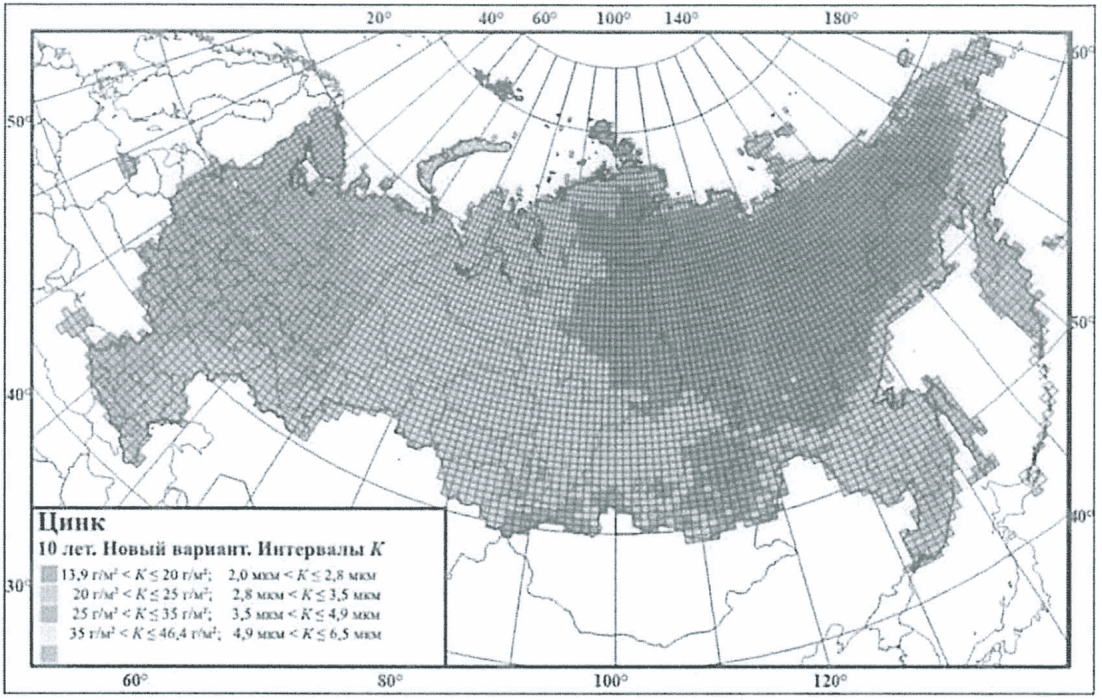 20° 40° 60° 100° 140° 180°
60°
50°
50°
40°
40°
30°
Цинк
10 лет. Новый вариант. Интервалы K
13,9 г/м² < K ≤ 20 г/м²; 2,0 мкм < K ≤ 2,8 мкм
20 г/м² < K ≤ 25 г/м²; 2,8 мкм < K ≤ 3,5 мкм
25 г/м² < K ≤ 35 г/м²; 3,5 мкм < K ≤ 4,9 мкм
35 г/м² < K ≤ 46,4 г/м²; 4,9 мкм < K ≤ 6,5 мкм
60° 80° 100° 120°